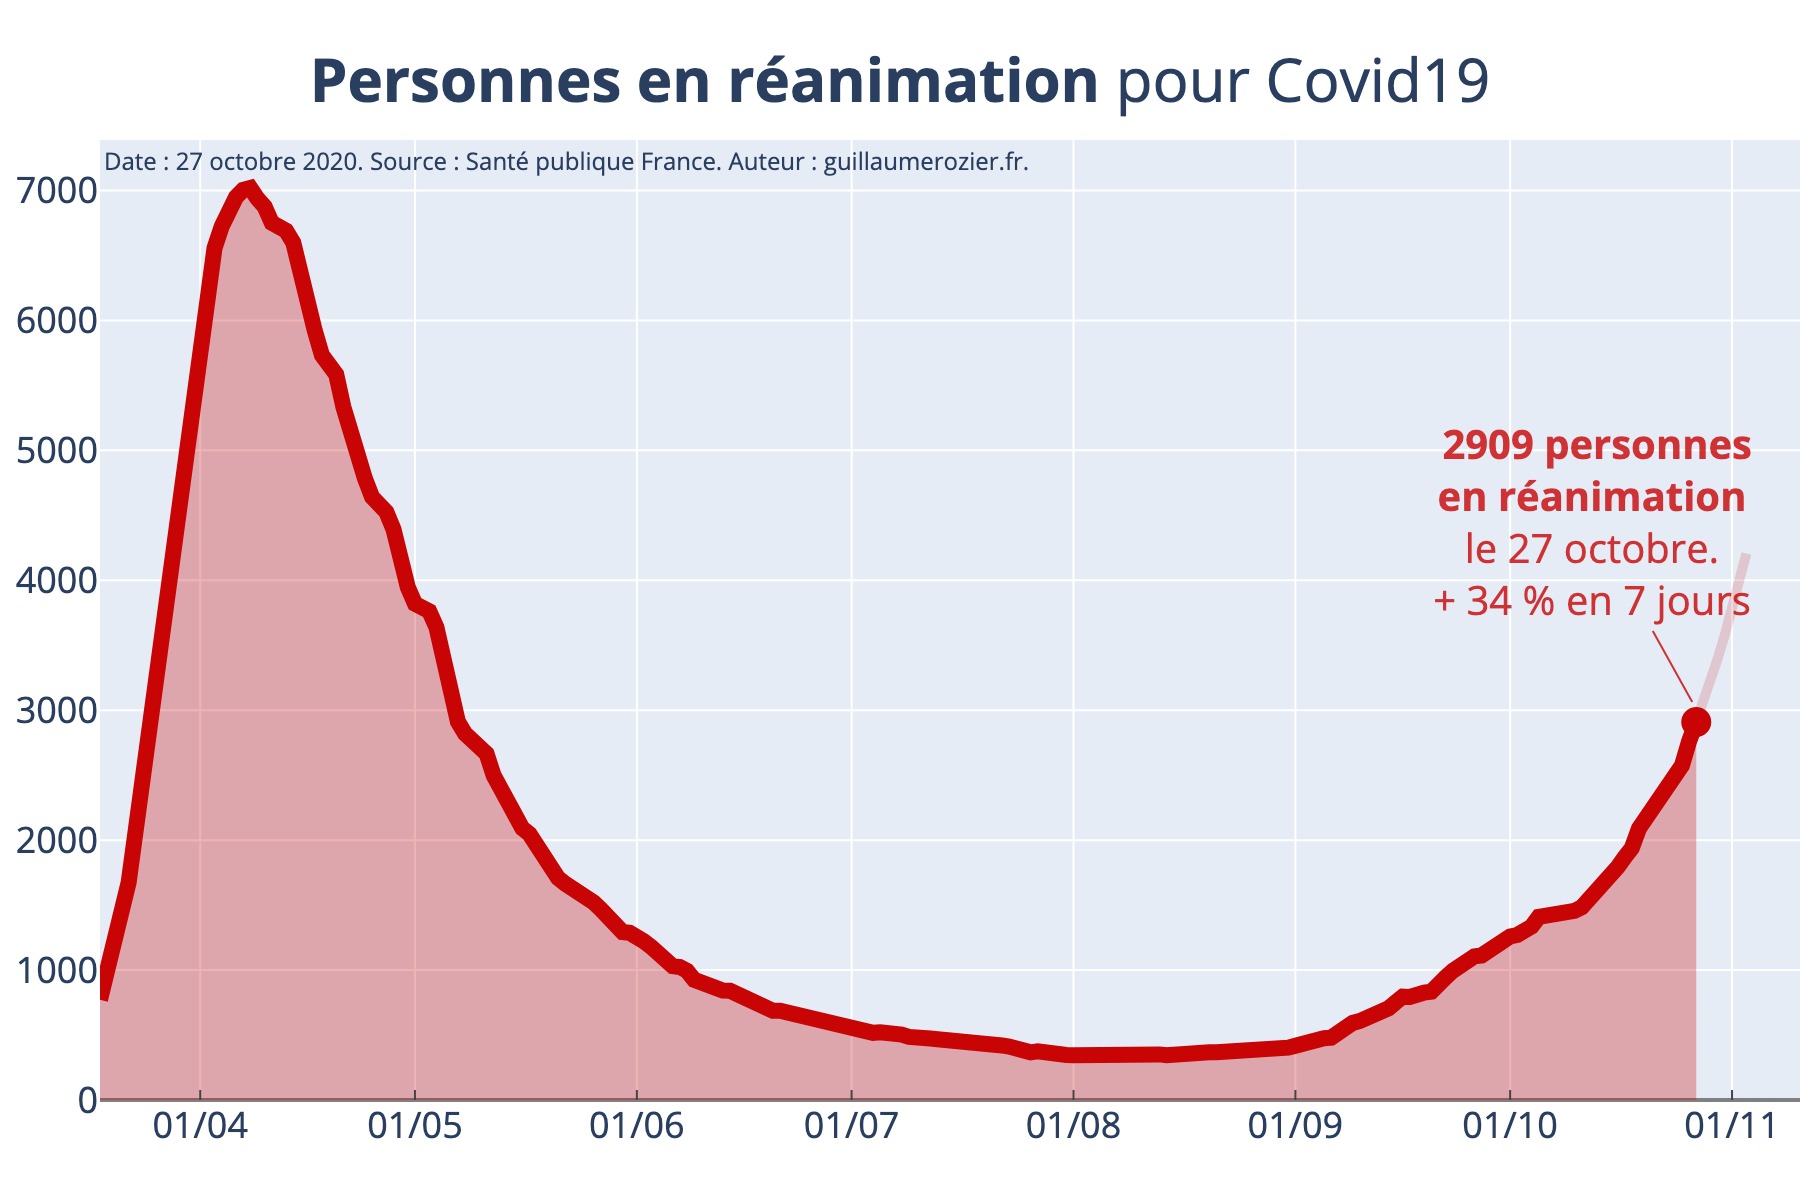 Personnes en réanimation pour Covid19
Date : 27 octobre 2020. Source : Santé publique France. Auteur : guillaumerozier.fr.
7000
6000
5000
4000
3000
2000
1000
0
2909 personnes
en réanimation
le 27 octobre.
+ 34 % en 7 jours
01/04 01/05 01/06 01/07 01/08 01/09 01/10 01/11